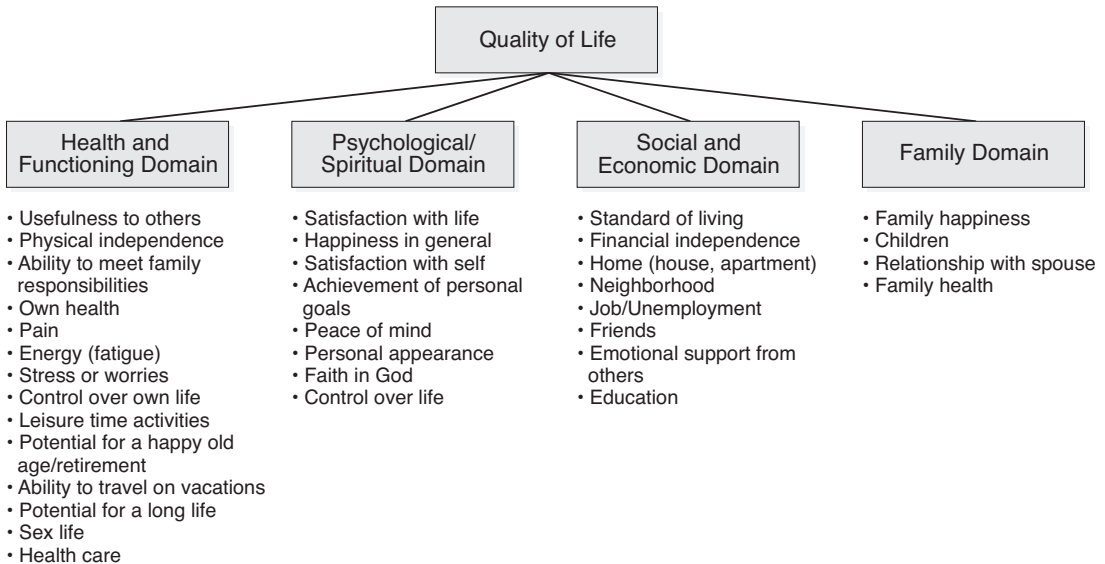 Quality of Life
Health and
Functioning Domain
• Usefulness to others
• Physical independence
• Ability to meet family
responsibilities
• Own health
• Pain
• Energy (fatigue)
• Stress or worries
• Control over own life
• Leisure time activities
• Potential for a happy old
age/retirement
• Ability to travel on vacations
• Potential for a long life
• Sex life
• Health care
Psychological/
Spiritual Domain
• Satisfaction with life
• Happiness in general
• Satisfaction with self
• Achievement of personal
goals
• Peace of mind
• Personal appearance
• Faith in God
• Control over life
Social and
Economic Domain
• Standard of living
• Financial independence
• Home (house, apartment)
• Neighborhood
• Job/Unemployment
• Friends
• Emotional support from
others
• Education
Family Domain
• Family happiness
• Children
• Relationship with spouse
• Family health